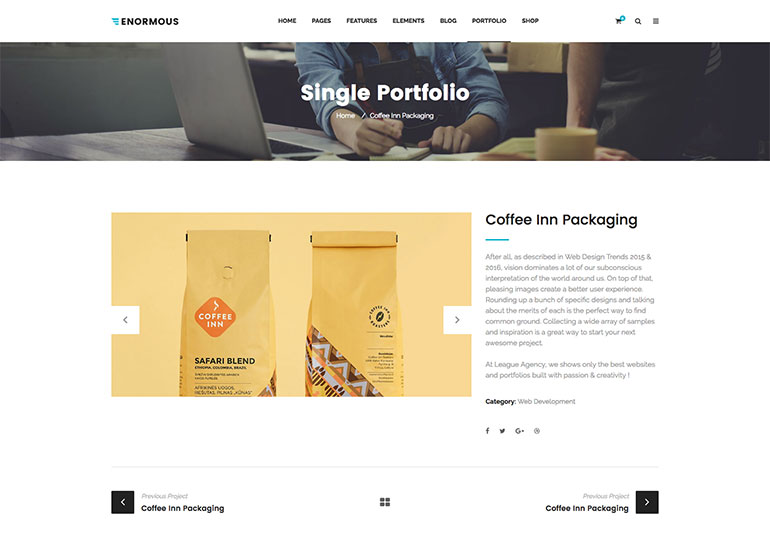 ENORMOUS
HOME PAGES FEATURES ELEMENTS BLOG PORTFOLIO SHOP
Single Portfolio
Home / Coffee Inn Packaging
COFFEE
INN
SAFARI BLEND
ETHIOPIA, COLOMBIA, BRAZIL
AFRIKINĖS UOGOS,
COFFEE INN
ROASTERS
Coffee Inn Packaging
After all, as described in Web Design Trends 2015 &
2016, vision dominates a lot of our subconscious
interpretation of the world around us. On top of that,
pleasing images create a better user experience.
Rounding up a bunch of specific designs and talking
about the merits of each is the perfect way to find
common ground. Collecting a wide array of samples
and inspiration is a great way to start your next
awesome project.
At League Agency, we shows only the best websites
and portfolios built with passion & creativity !
Category: Web Development
Previous Project
Coffee Inn Packaging
Previous Project
Coffee Inn Packaging